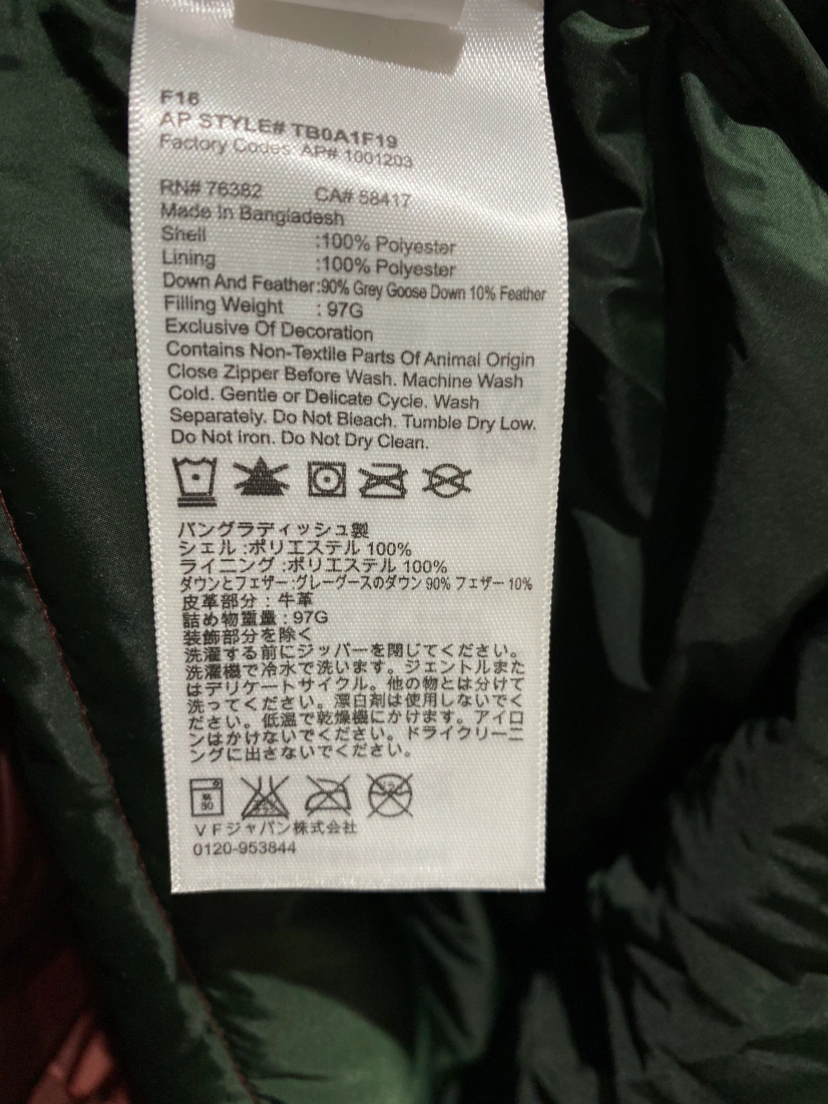 F16
AP STYLE# TB0A1F19
Factory Codes: AP# 1001203
RN# 76382 CA# 58417
Made In Bangladesh
Shell :100% Polyester
Lining :100% Polyester
Down And Feather:90% Grey Goose Down 10% Feather
Filling Weight : 97G
Exclusive Of Decoration
Contains Non-Textile Parts Of Animal Origin
Close Zipper Before Wash. Machine Wash
Cold. Gentle or Delicate Cycle. Wash
Separately. Do Not Bleach. Tumble Dry Low.
Do Not Iron. Do Not Dry Clean.
バングラディッシュ製
シェル :ポリエステル 100%
ライニング :ポリエステル 100%
ダウンとフェザー :グレーグースのダウン 90% フェザー 10%
皮革部分 : 牛革
詰め物重量 : 97G
装飾部分を除く
洗濯する前にジッパーを閉じてください。
洗濯機で冷水で洗います。ジェントルまた
はデリケートサイクル。他の物とは分けて
洗ってください。漂白剤は使用しないでく
ださい。低温で乾燥機にかけます。アイロ
ンはかけないでください。ドライクリーニ
ングに出さないでください。
ＶＦジャパン株式会社
0120-953844